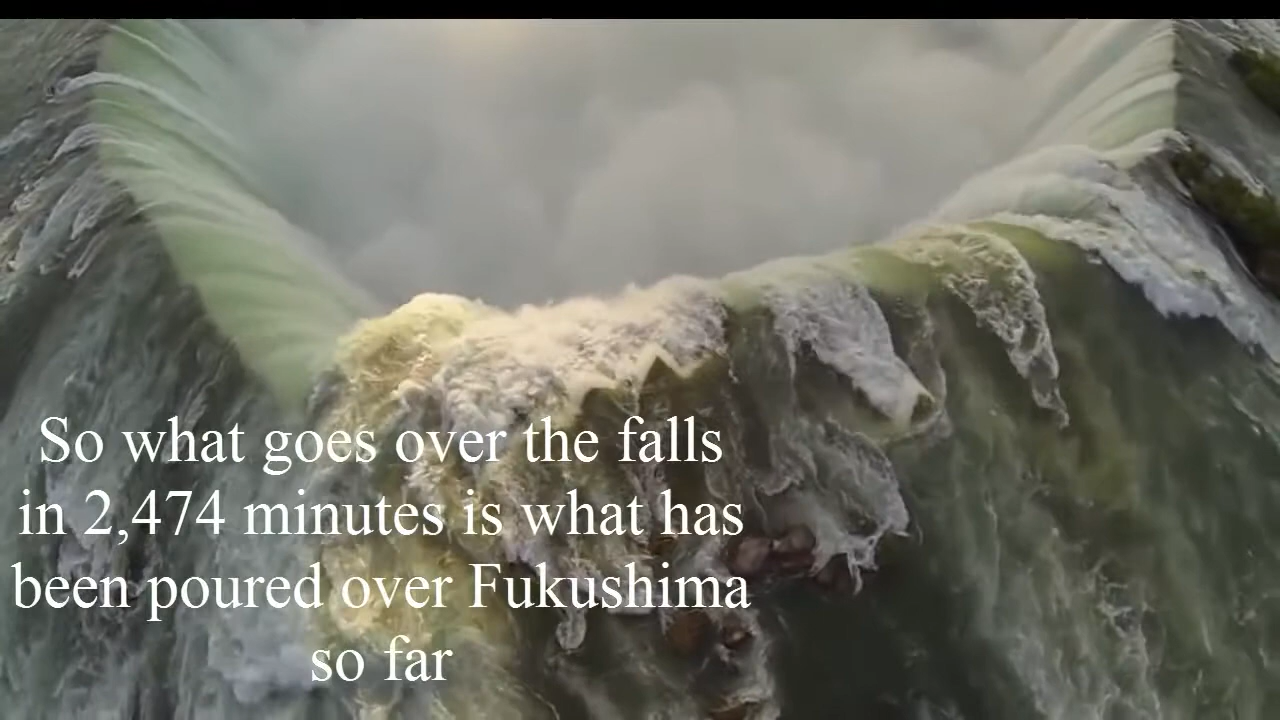 So what goes over the falls
in 2,474 minutes is what has
been poured over Fukushima
so far